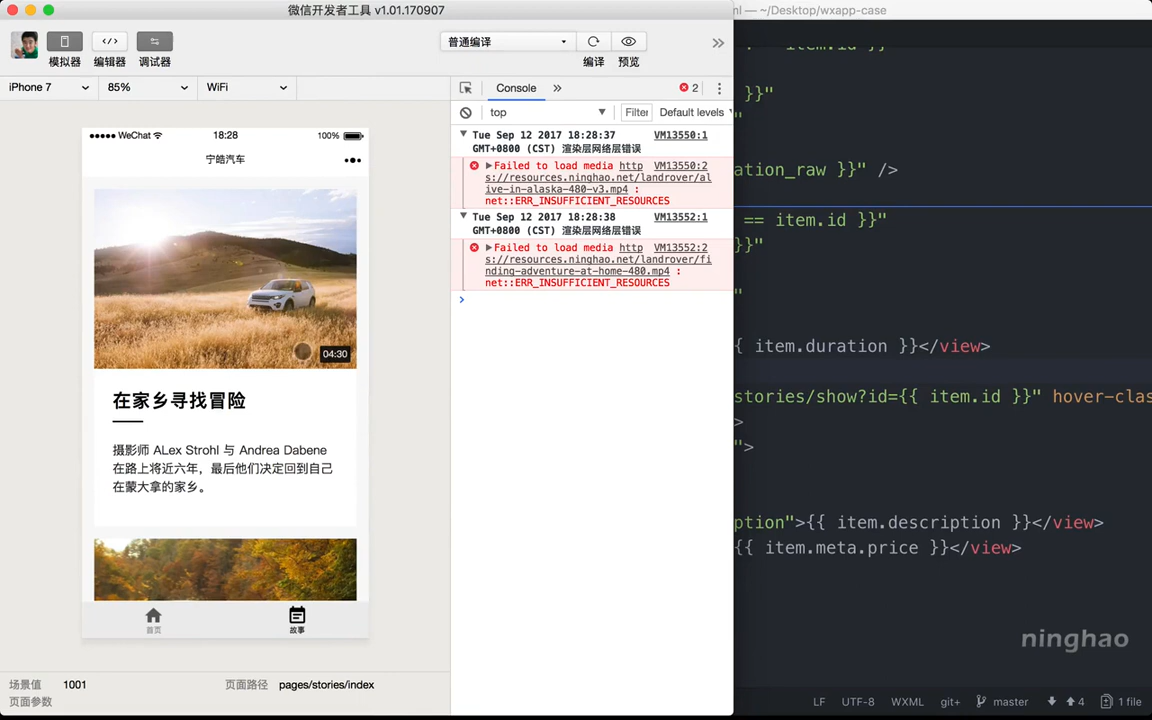 微信开发者工具 v1.01.170907
ml — ~/Desktop/wxapp-case
模拟器
编辑器
调试器
普通编译
编译
预览
iPhone 7
85%
WiFi
Console
2
top
Filter
Default levels
WeChat
18:28
100%
宁皓汽车
04:30
在家乡寻找冒险
摄影师 ALex Strohl 与 Andrea Dabene
在路上将近六年，最后他们决定回到自己
在蒙大拿的家乡。
首页
故事
场景值
1001
页面路径
pages/stories/index
页面参数
Tue Sep 12 2017 18:28:37
VM13550:1
GMT+0800 (CST) 渲染层网络层错误
Failed to load media http
VM13550:2
s://resources.ninghao.net/landrover/al
ive-in-alaska-480-v3.mp4 :
net::ERR_INSUFFICIENT_RESOURCES
Tue Sep 12 2017 18:28:38
VM13552:1
GMT+0800 (CST) 渲染层网络层错误
Failed to load media http
VM13552:2
s://resources.ninghao.net/landrover/fi
nding-adventure-at-home-480.mp4 :
net::ERR_INSUFFICIENT_RESOURCES
>
}}"
"
ation_raw }}" />
== item.id }}"
}}"
"
{ item.duration }}</view>
stories/show?id={{ item.id }}" hover-clas
>
">
ption">{{ item.description }}</view>
{{ item.meta.price }}</view>
ninghao
LF
UTF-8
WXML
git+
master
4
1 file